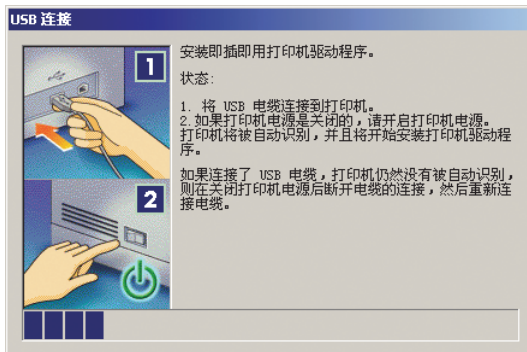 USB 连接
1
安装即插即用打印机驱动程序。
状态:
1. 将 USB 电缆连接到打印机。
2.如果打印机电源是关闭的，请开启打印机电源。
打印机将被自动识别，并且将开始安装打印机驱动程
序。
如果连接了 USB 电缆，打印机仍然没有被自动识别，
则在关闭打印机电源后断开电缆的连接，然后重新连
接电缆。
2